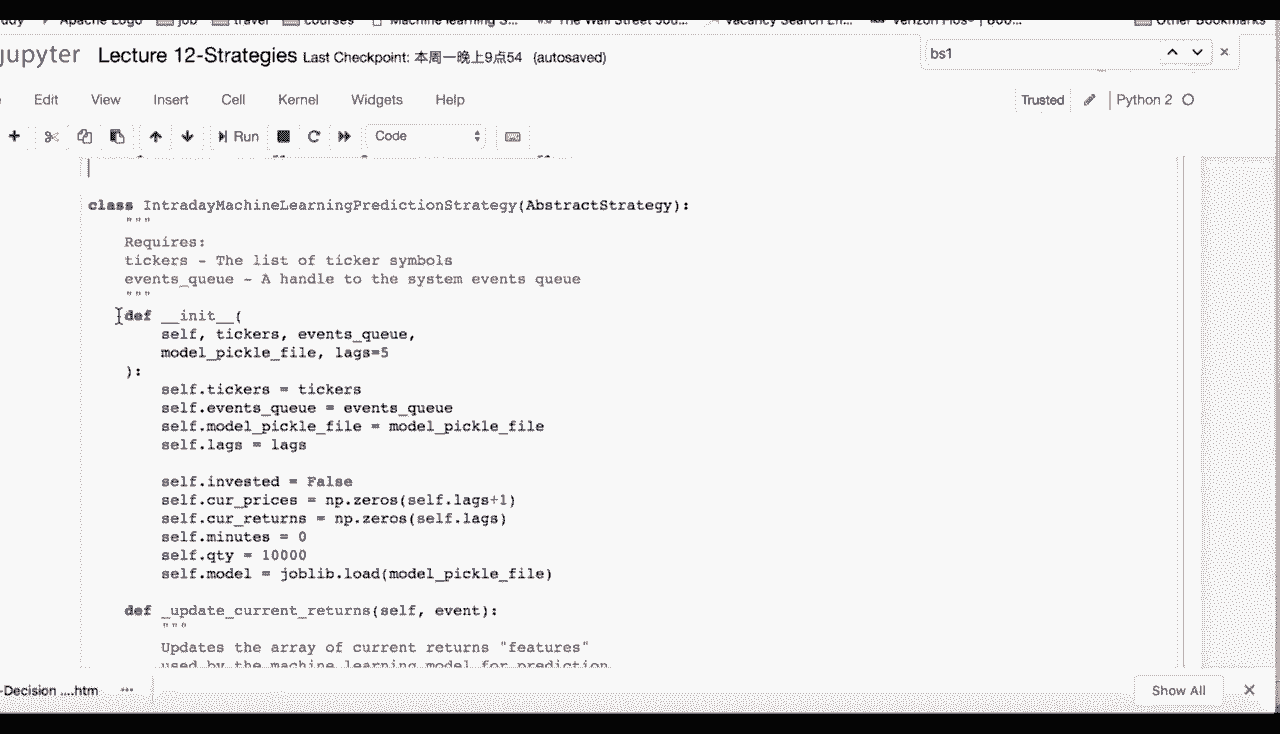 Apache Logo job travel courses Machine learning S... The Wall Street Jou... Vacancy Search En... Verizon Fios® | 800... Other Bookmarks
jupyter Lecture 12-Strategies Last Checkpoint: 本周一晚上9点54 (autosaved)
bs1
Edit View Insert Cell Kernel Widgets Help
Trusted Python 2
Run Code
class IntradayMachineLearningPredictionStrategy(AbstractStrategy):
"""
Requires:
tickers - The list of ticker symbols
events_queue - A handle to the system events queue
"""
def __init__(
self, tickers, events_queue,
model_pickle_file, lags=5
):
self.tickers = tickers
self.events_queue = events_queue
self.model_pickle_file = model_pickle_file
self.lags = lags
self.invested = False
self.cur_prices = np.zeros(self.lags+1)
self.cur_returns = np.zeros(self.lags)
self.minutes = 0
self.qty = 10000
self.model = joblib.load(model_pickle_file)
def _update_current_returns(self, event):
"""
Updates the array of current returns "features"
used by the machine learning model for prediction
-Decision ....htm
Show All